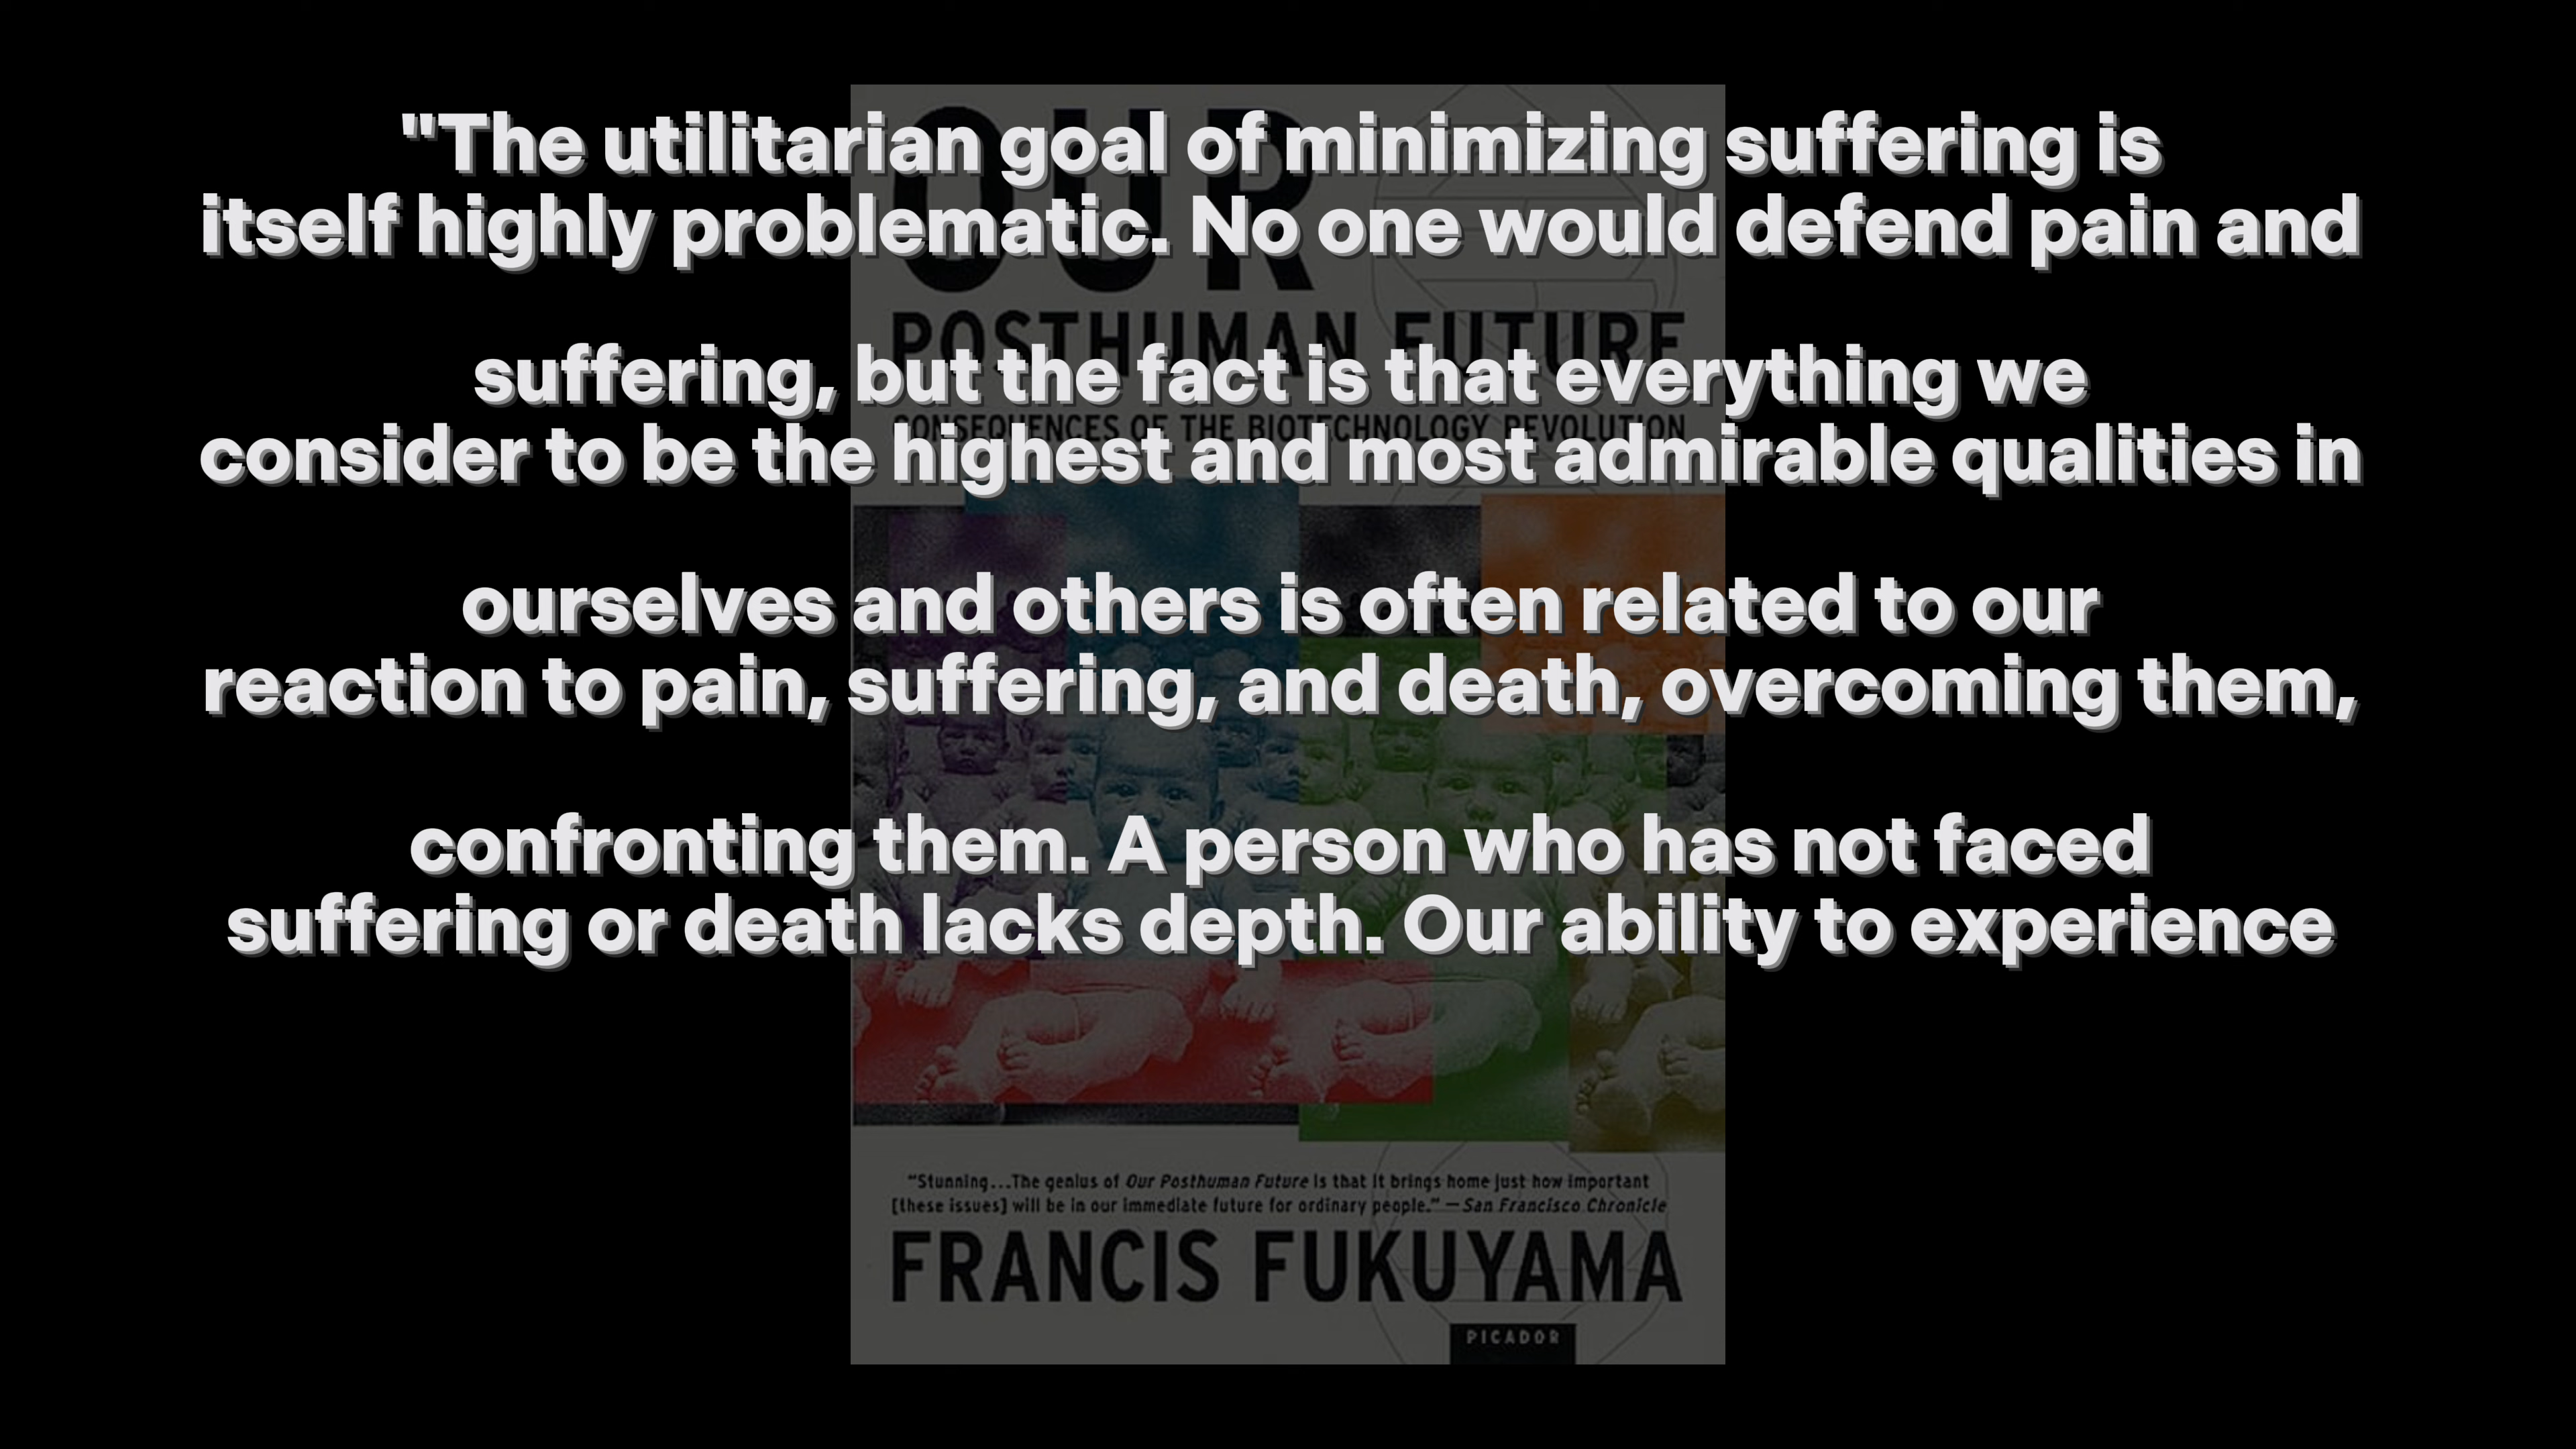 "The utilitarian goal of minimizing suffering is
itself highly problematic. No one would defend pain and
suffering, but the fact is that everything we
consider to be the highest and most admirable qualities in
ourselves and others is often related to our
reaction to pain, suffering, and death, overcoming them,
confronting them. A person who has not faced
suffering or death lacks depth. Our ability to experience
OUR
POSTHUMAN FUTURE
CONSEQUENCES OF THE BIOTECHNOLOGY REVOLUTION
"Stunning...The genius of Our Posthuman Future is that it brings home just how important
[these issues] will be in our immediate future for ordinary people." —San Francisco Chronicle
FRANCIS FUKUYAMA
PICADOR